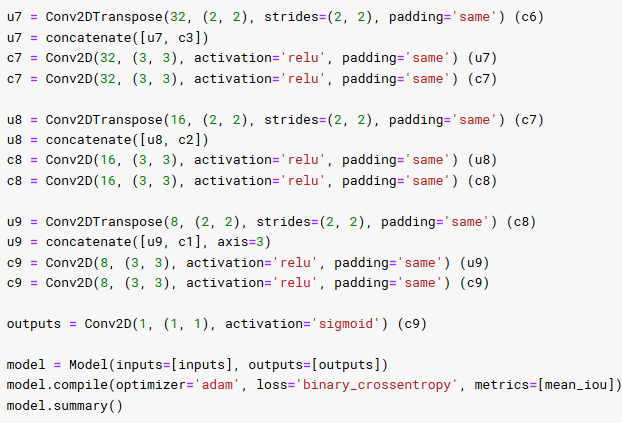 u7 = Conv2DTranspose(32, (2, 2), strides=(2, 2), padding='same') (c6)
u7 = concatenate([u7, c3])
c7 = Conv2D(32, (3, 3), activation='relu', padding='same') (u7)
c7 = Conv2D(32, (3, 3), activation='relu', padding='same') (c7)
u8 = Conv2DTranspose(16, (2, 2), strides=(2, 2), padding='same') (c7)
u8 = concatenate([u8, c2])
c8 = Conv2D(16, (3, 3), activation='relu', padding='same') (u8)
c8 = Conv2D(16, (3, 3), activation='relu', padding='same') (c8)
u9 = Conv2DTranspose(8, (2, 2), strides=(2, 2), padding='same') (c8)
u9 = concatenate([u9, c1], axis=3)
c9 = Conv2D(8, (3, 3), activation='relu', padding='same') (u9)
c9 = Conv2D(8, (3, 3), activation='relu', padding='same') (c9)
outputs = Conv2D(1, (1, 1), activation='sigmoid') (c9)
model = Model(inputs=[inputs], outputs=[outputs])
model.compile(optimizer='adam', loss='binary_crossentropy', metrics=[mean_iou])
model.summary()